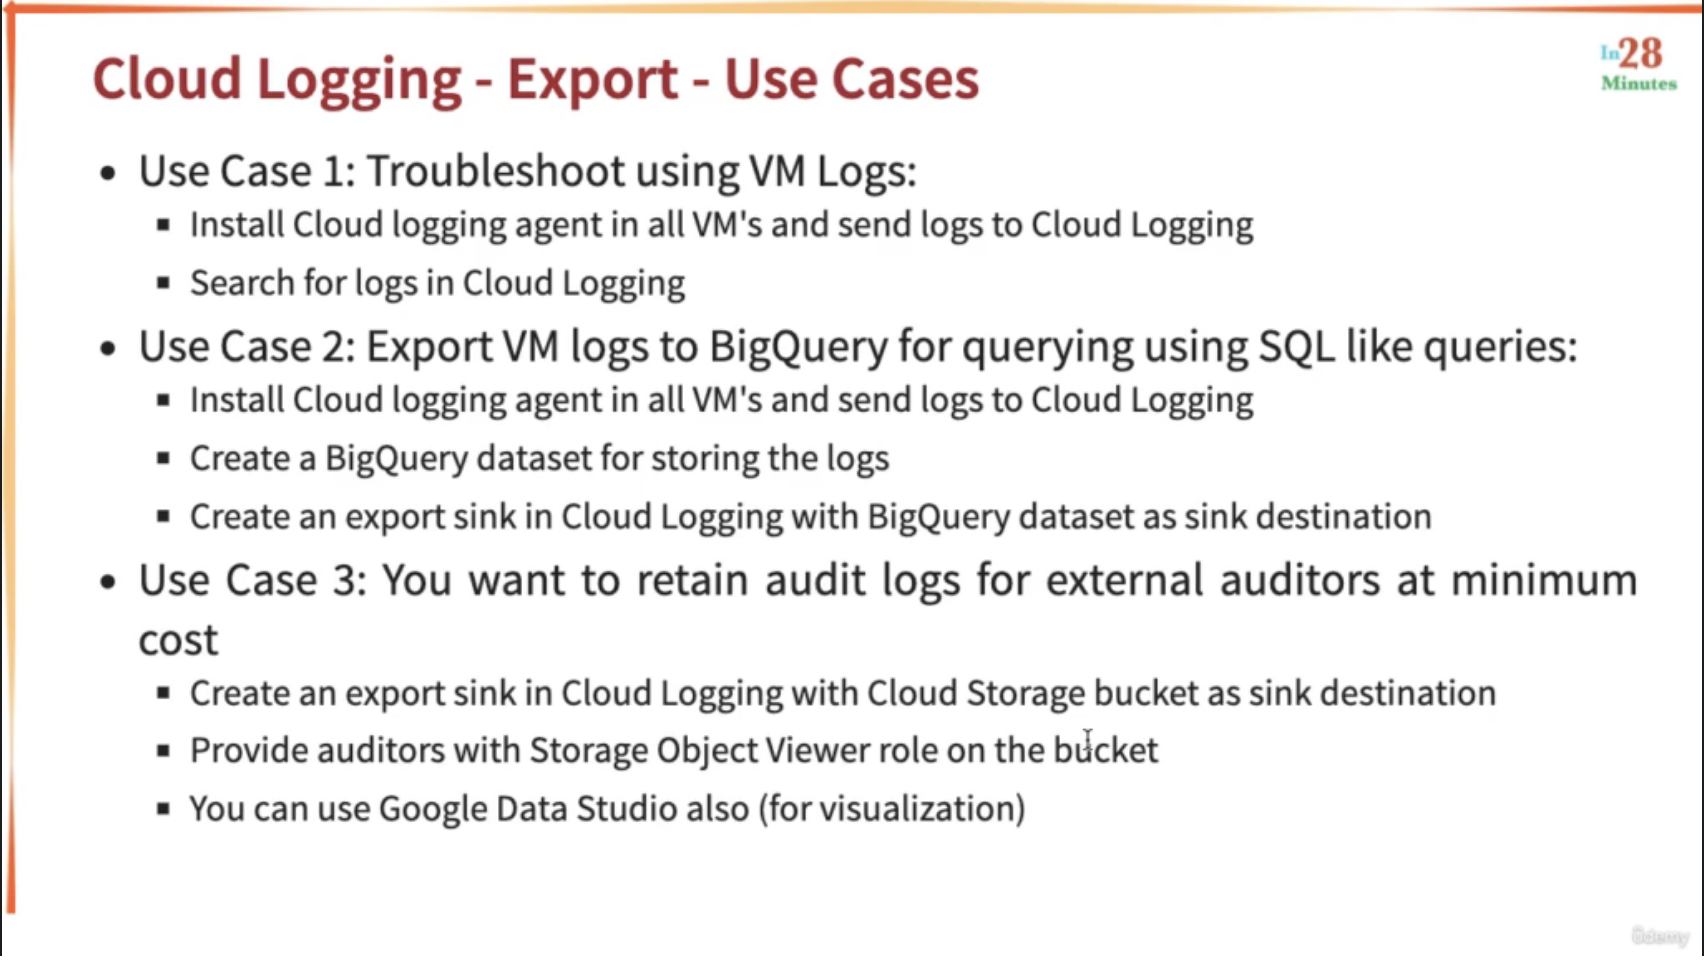 Cloud Logging - Export - Use Cases
In28
Minutes
• Use Case 1: Troubleshoot using VM Logs:
▪ Install Cloud logging agent in all VM's and send logs to Cloud Logging
▪ Search for logs in Cloud Logging
• Use Case 2: Export VM logs to BigQuery for querying using SQL like queries:
▪ Install Cloud logging agent in all VM's and send logs to Cloud Logging
▪ Create a BigQuery dataset for storing the logs
▪ Create an export sink in Cloud Logging with BigQuery dataset as sink destination
• Use Case 3: You want to retain audit logs for external auditors at minimum
cost
▪ Create an export sink in Cloud Logging with Cloud Storage bucket as sink destination
▪ Provide auditors with Storage Object Viewer role on the bucket
▪ You can use Google Data Studio also (for visualization)
ûdemy